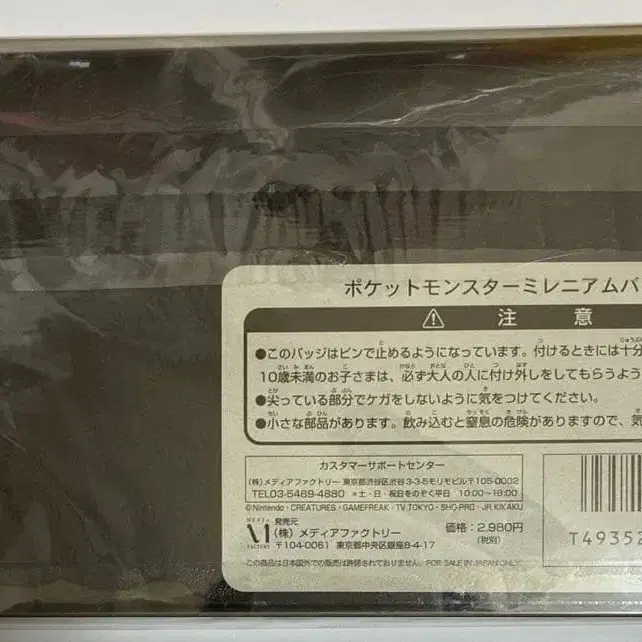 ポケットモンスターミレニアムバ
⚠ 注意
●このバッジはピンで止めるようになっています。付けるときには十分
10歳未満のお子さまは、必ず大人の人に付け外しをしてもらうよう
●尖っている部分でケガをしないように気をつけてください。
●小さな部品があります。飲み込むと窒息の危険がありますので、気
カスタマーサポートセンター
(株)メディアファクトリー 東京都渋谷区渋谷3-3-5モリモビル〒105-0002
TEL03-5469-4880 *土・日・祝日をのぞく平日 10:00~18:00
©Nintendo・CREATURES・GAMEFREAK・TV TOKYO・SHO-PRO・JR KIKAKU
MEDIA FACTORY
発売元
(株)メディアファクトリー
〒104-0061 東京都中央区銀座8-4-17
価格:2,980円
(税別)
この商品は日本国外での販売は許諾されておりません。FOR SALE IN JAPAN ONLY.
T49352